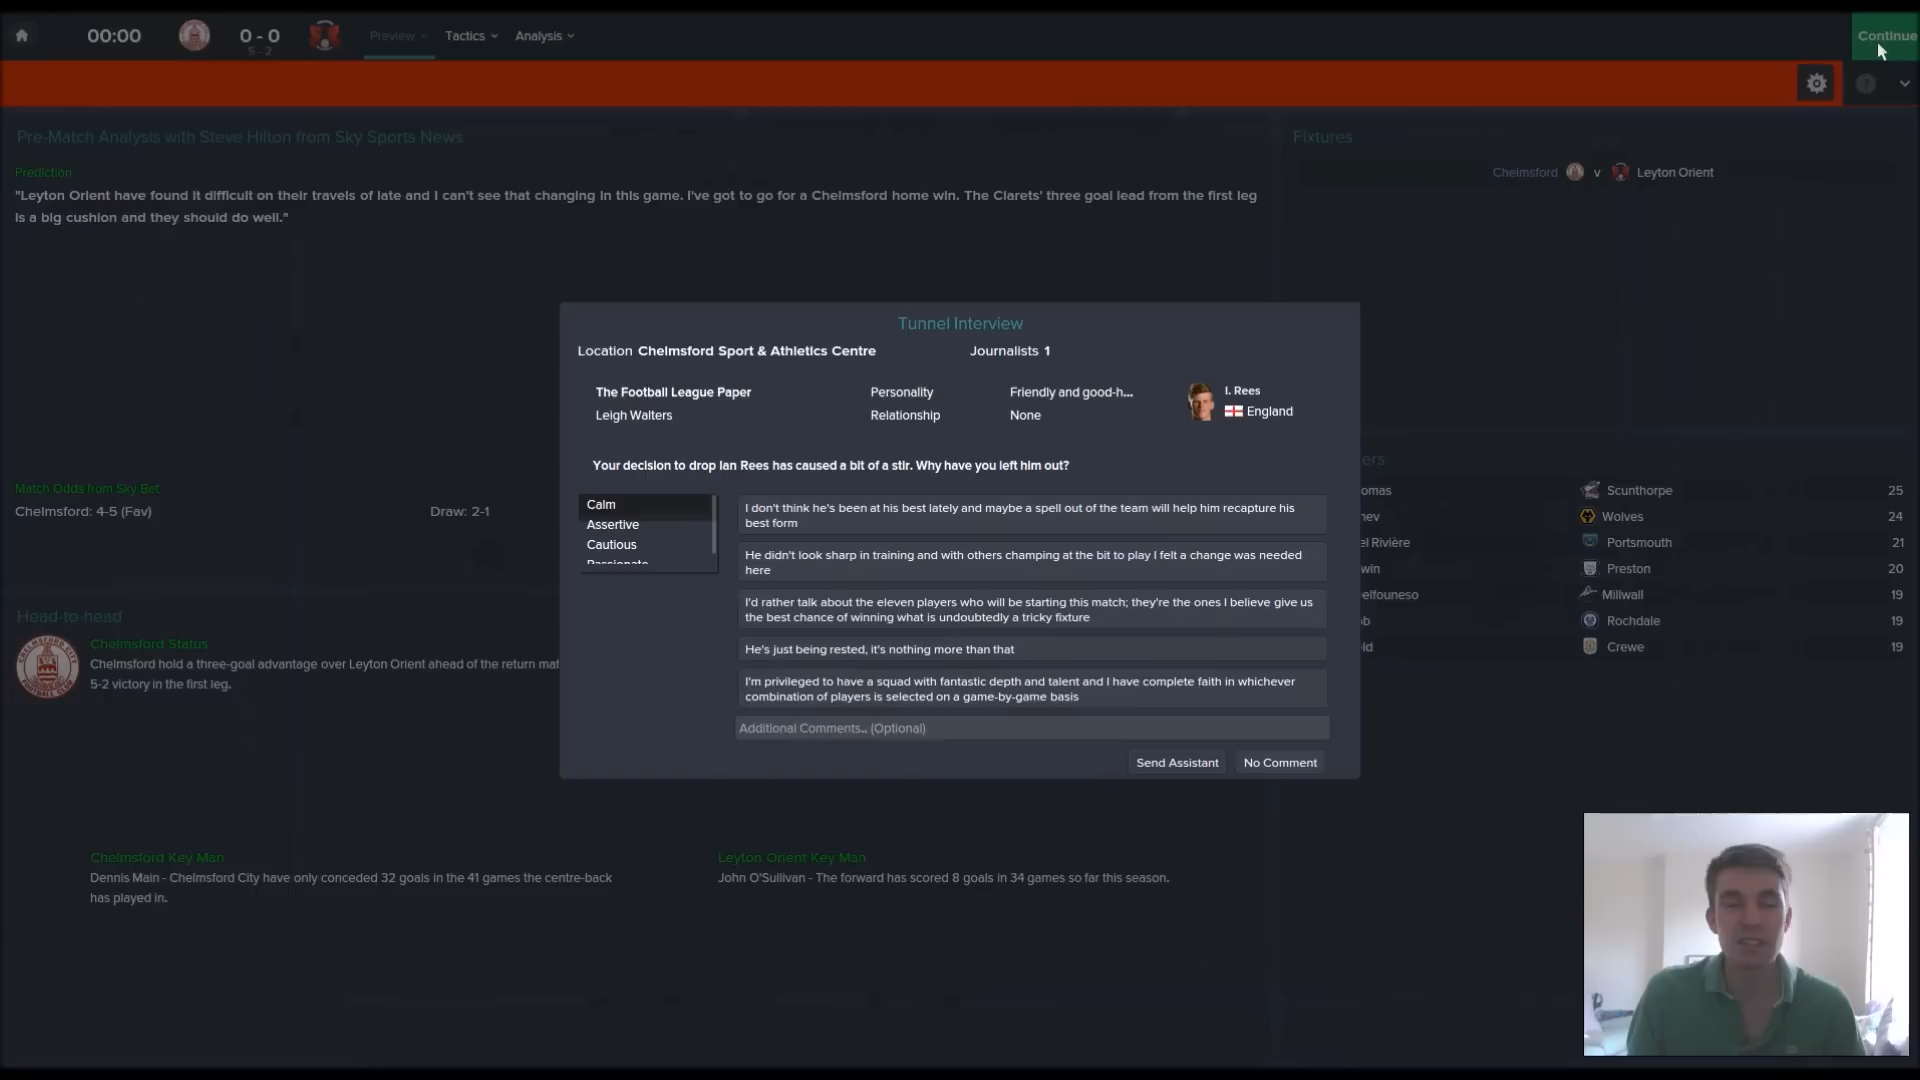 00:00
0 - 0
5 - 2
Preview
Tactics
Analysis
Continue
Pre-Match Analysis with Steve Hilton from Sky Sports News
Prediction
"Leyton Orient have found it difficult on their travels of late and I can't see that changing in this game. I've got to go for a Chelmsford home win. The Clarets' three goal lead from the first leg
is a big cushion and they should do well."
Fixtures
Chelmsford v Leyton Orient
Tunnel Interview
Location Chelmsford Sport & Athletics Centre
Journalists 1
The Football League Paper
Personality
Friendly and good-h...
I. Rees
Leigh Walters
Relationship
None
England
Your decision to drop Ian Rees has caused a bit of a stir. Why have you left him out?
Calm
Assertive
Cautious
Passionate
I don't think he's been at his best lately and maybe a spell out of the team will help him recapture his
best form
He didn't look sharp in training and with others champing at the bit to play I felt a change was needed
here
I'd rather talk about the eleven players who will be starting this match; they're the ones I believe give us
the best chance of winning what is undoubtedly a tricky fixture
He's just being rested, it's nothing more than that
I'm privileged to have a squad with fantastic depth and talent and I have complete faith in whichever
combination of players is selected on a game-by-game basis
Additional Comments.. (Optional)
Send Assistant
No Comment
Match Odds from Sky Bet
Chelmsford: 4-5 (Fav)
Draw: 2-1
ers
omas Scunthorpe 25
nev Wolves 24
el Rivière Portsmouth 21
win Preston 20
elfouneso Millwall 19
ob Rochdale 19
ld Crewe 19
Head-to-head
Chelmsford Status
Chelmsford hold a three-goal advantage over Leyton Orient ahead of the return mat
5-2 victory in the first leg.
Chelmsford Key Man
Dennis Main - Chelmsford City have only conceded 32 goals in the 41 games the centre-back
has played in.
Leyton Orient Key Man
John O'Sullivan - The forward has scored 8 goals in 34 games so far this season.